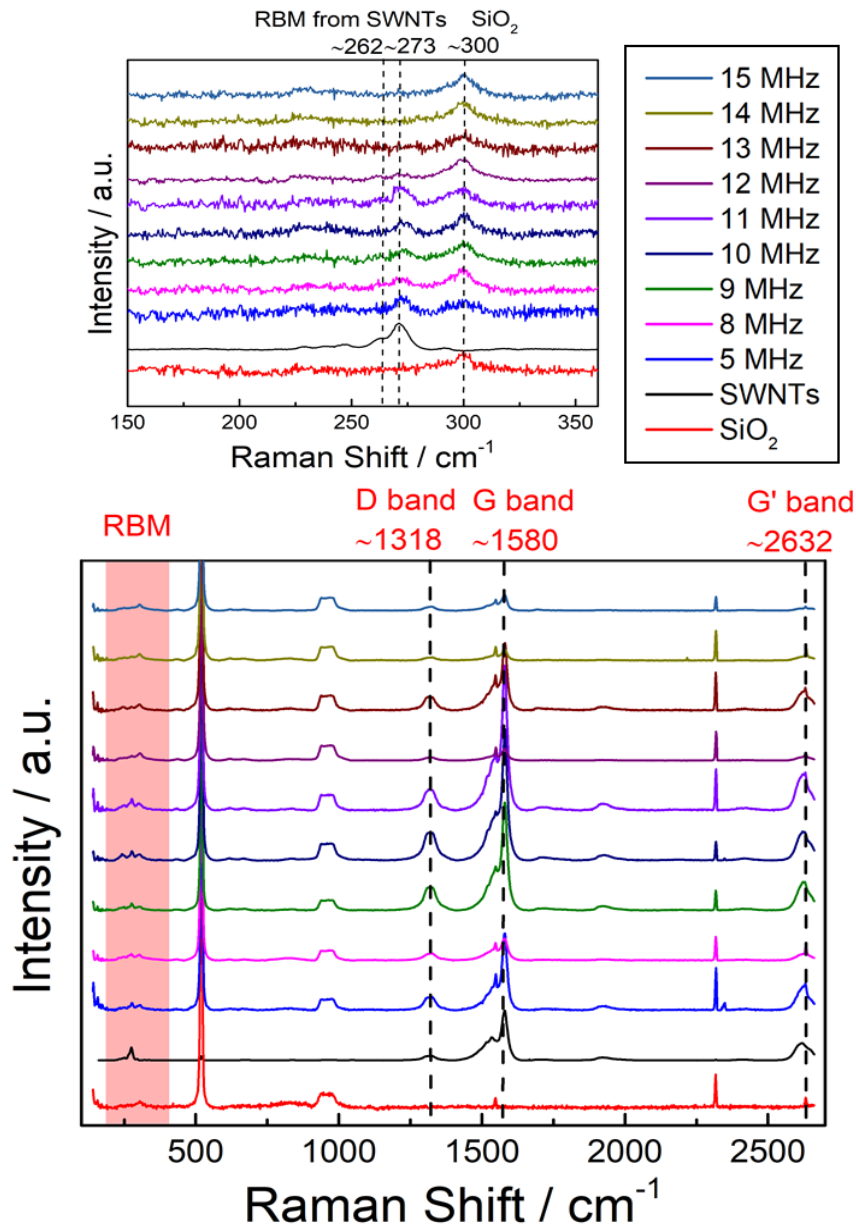 RBM from SWNTs SiO₂
~262 ~273 ~300
Intensity / a.u.
150 200 250 300 350
Raman Shift / cm⁻¹
15 MHz
14 MHz
13 MHz
12 MHz
11 MHz
10 MHz
9 MHz
8 MHz
5 MHz
SWNTs
SiO₂
RBM
D band
~1318
G band
~1580
G' band
~2632
Intensity / a.u.
500 1000 1500 2000 2500
Raman Shift / cm⁻¹